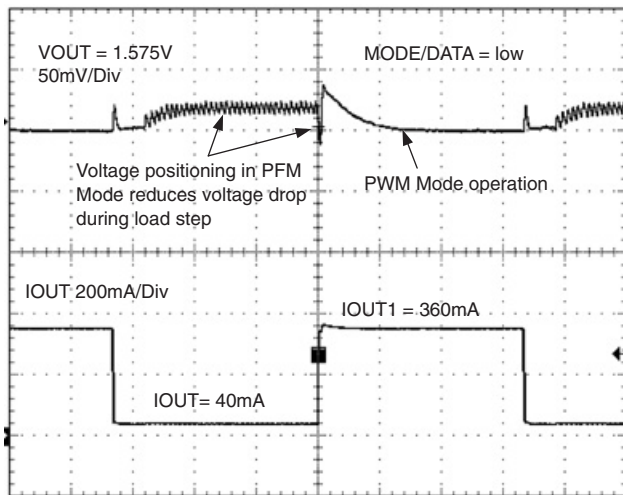 VOUT = 1.575V
50mV/Div
MODE/DATA = low
Voltage positioning in PFM
Mode reduces voltage drop
during load step
PWM Mode operation
IOUT 200mA/Div
IOUT1 = 360mA
IOUT= 40mA